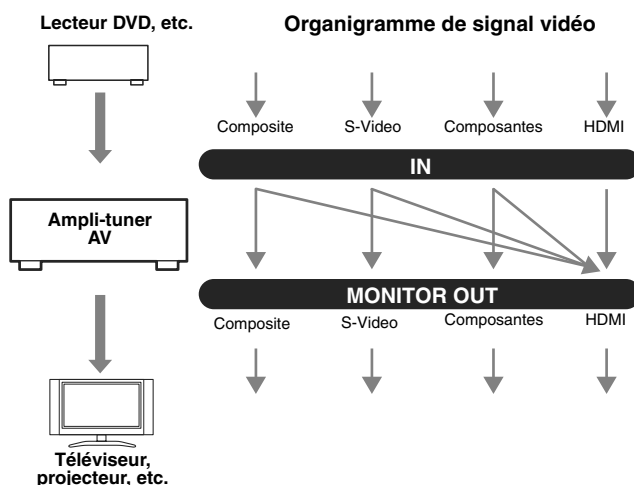 Lecteur DVD, etc.
Organigramme de signal vidéo
Composite S-Video Composantes HDMI
IN
Ampli-tuner
AV
MONITOR OUT
Composite S-Video Composantes HDMI
Téléviseur,
projecteur, etc.